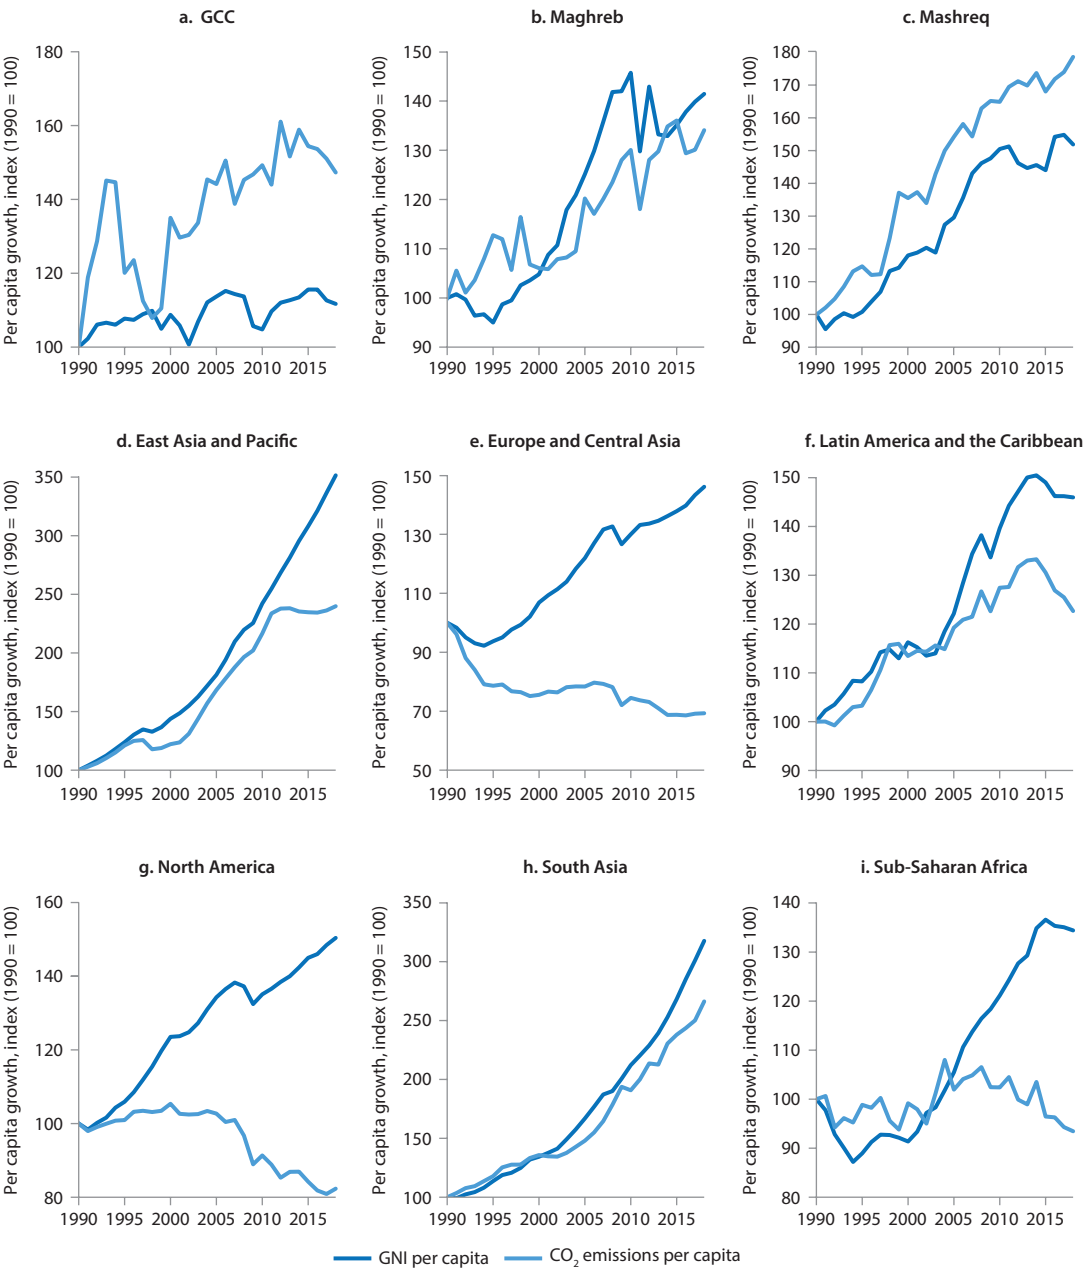 a. GCC
Per capita growth, index (1990 = 100)
180
160
140
120
100
1990 1995 2000 2005 2010 2015
b. Maghreb
Per capita growth, index (1990 = 100)
150
140
130
120
110
100
90
1990 1995 2000 2005 2010 2015
c. Mashreq
Per capita growth, index (1990 = 100)
180
170
160
150
140
130
120
110
100
90
1990 1995 2000 2005 2010 2015
d. East Asia and Pacific
Per capita growth, index (1990 = 100)
350
300
250
200
150
100
1990 1995 2000 2005 2010 2015
e. Europe and Central Asia
Per capita growth, index (1990 = 100)
150
130
110
90
70
50
1990 1995 2000 2005 2010 2015
f. Latin America and the Caribbean
Per capita growth, index (1990 = 100)
150
140
130
120
110
100
90
1990 1995 2000 2005 2010 2015
g. North America
Per capita growth, index (1990 = 100)
160
140
120
100
80
1990 1995 2000 2005 2010 2015
h. South Asia
Per capita growth, index (1990 = 100)
350
300
250
200
150
100
1990 1995 2000 2005 2010 2015
i. Sub-Saharan Africa
Per capita growth, index (1990 = 100)
140
130
120
110
100
90
80
1990 1995 2000 2005 2010 2015
GNI per capita
CO₂ emissions per capita